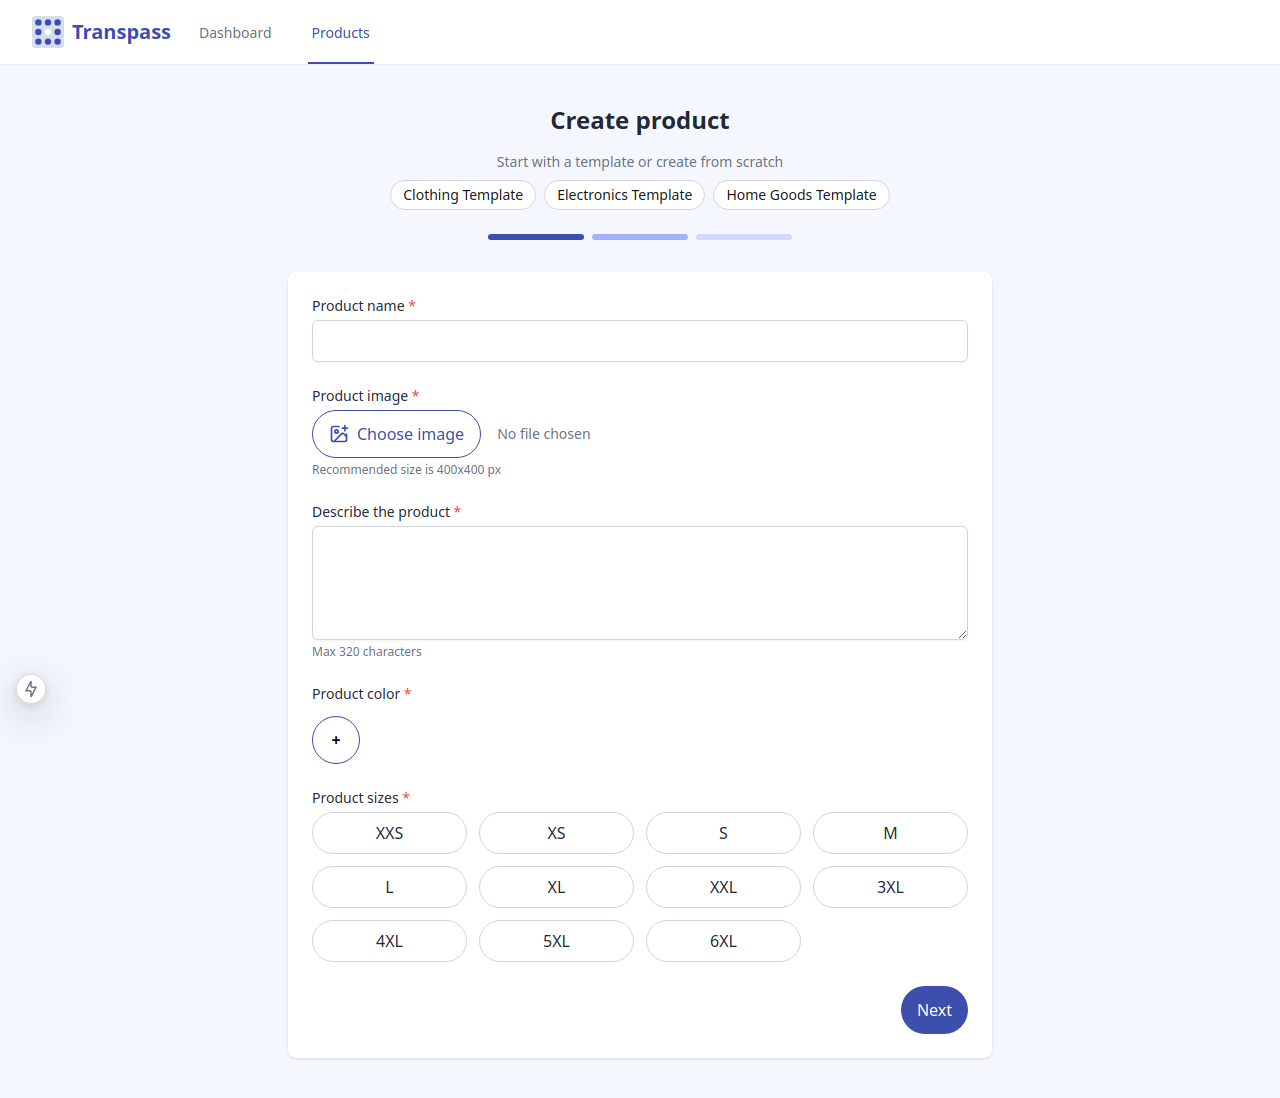 Transpass Dashboard Products
Create product
Start with a template or create from scratch
Clothing Template Electronics Template Home Goods Template
Product name *
Product image *
Choose image No file chosen
Recommended size is 400x400 px
Describe the product *
Max 320 characters
Product color *
+
Product sizes *
XXS XS S M
L XL XXL 3XL
4XL 5XL 6XL
Next